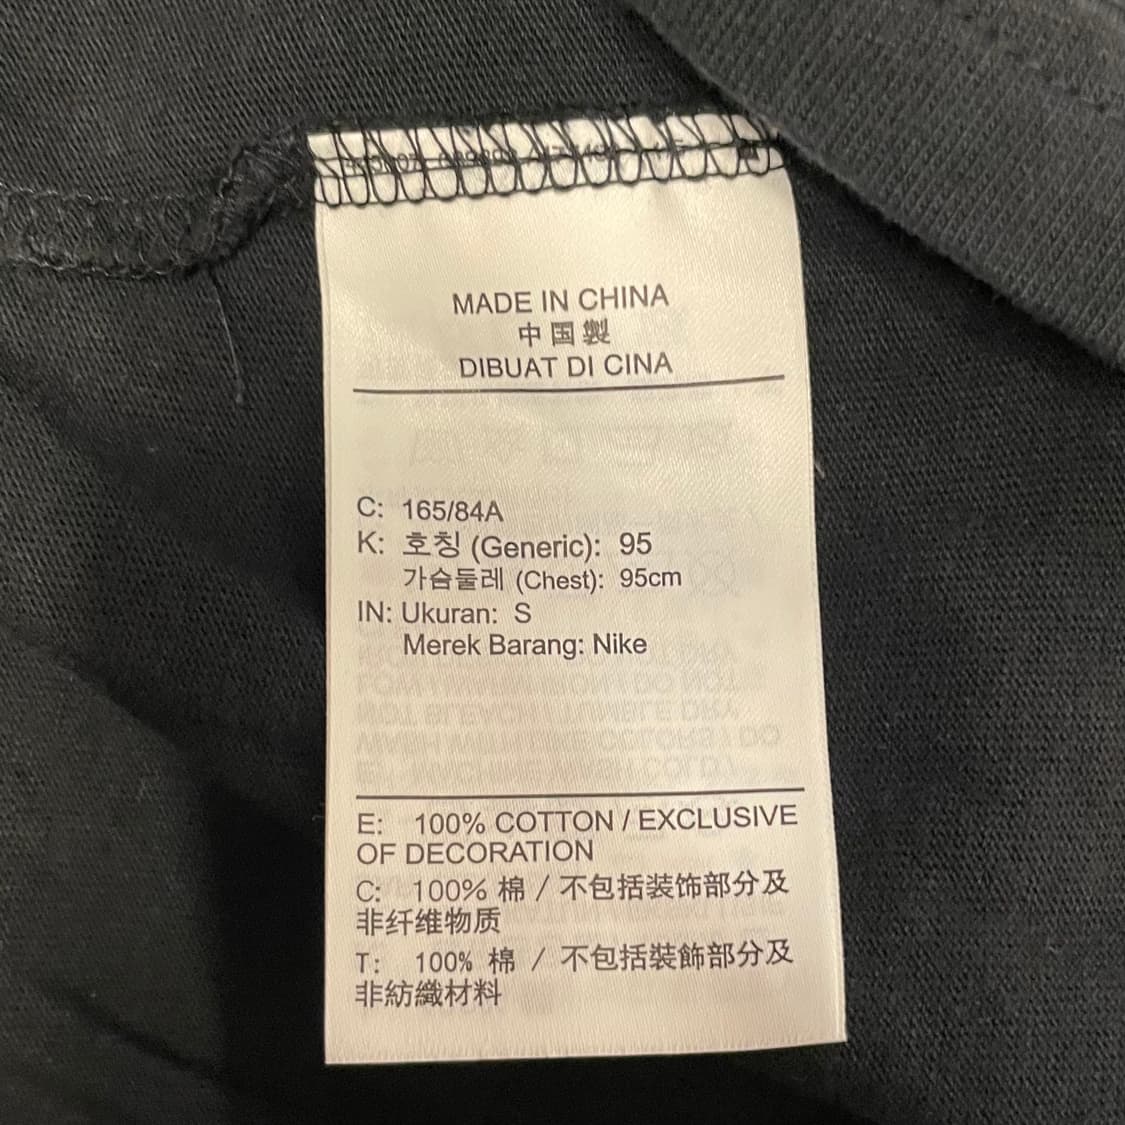 MADE IN CHINA
中国製
DIBUAT DI CINA
C: 165/84A
K: 호칭 (Generic): 95
가슴둘레 (Chest): 95cm
IN: Ukuran: S
Merek Barang: Nike
E: 100% COTTON / EXCLUSIVE
OF DECORATION
C: 100% 棉 / 不包括装饰部分及
非纤维物质
T: 100% 棉 / 不包括裝飾部分及
非紡織材料